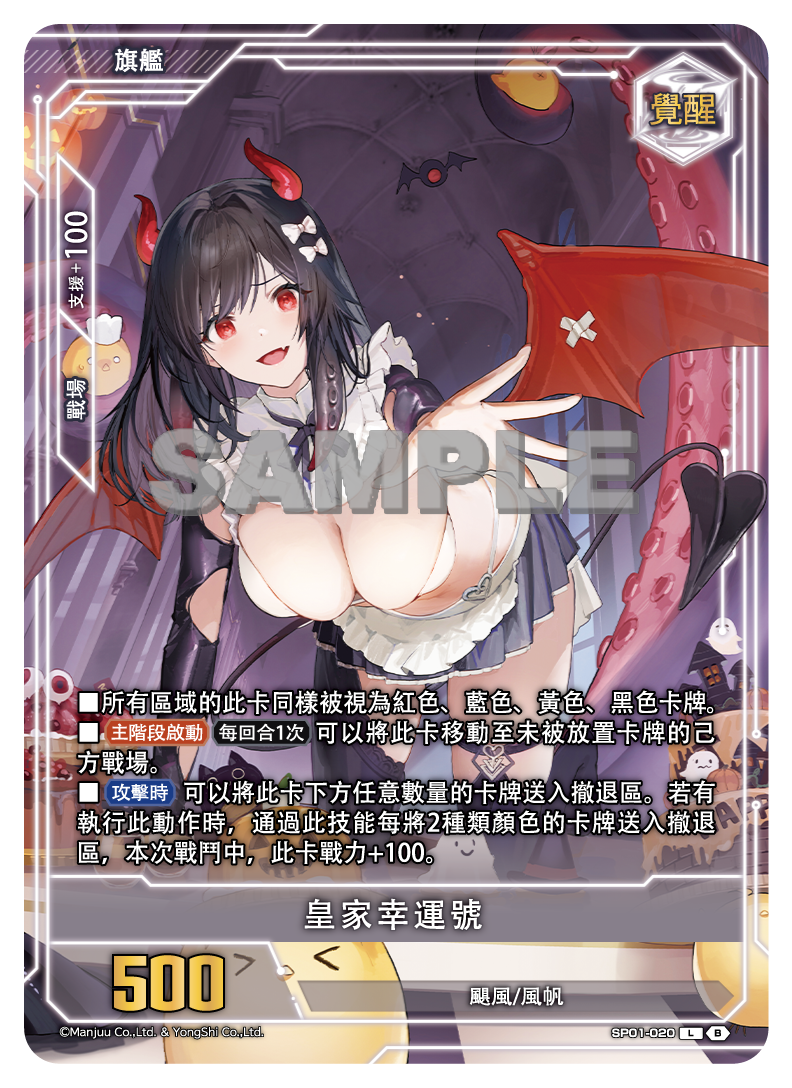 旗艦
覺醒
支援+100
戰場
SAMPLE
■所有區域的此卡同樣被視為紅色、藍色、黃色、黑色卡牌。
■ 主階段啟動 每回合1次 可以將此卡移動至未被放置卡牌的己
方戰場。
■ 攻擊時 可以將此卡下方任意數量的卡牌送入撤退區。若有
執行此動作時，通過此技能每將2種類顏色的卡牌送入撤退
區，本次戰鬥中，此卡戰力+100。
皇家幸運號
500
颶風/風帆
©Manjuu Co.,Ltd. & YongShi Co.,Ltd.
SP01-020 L B